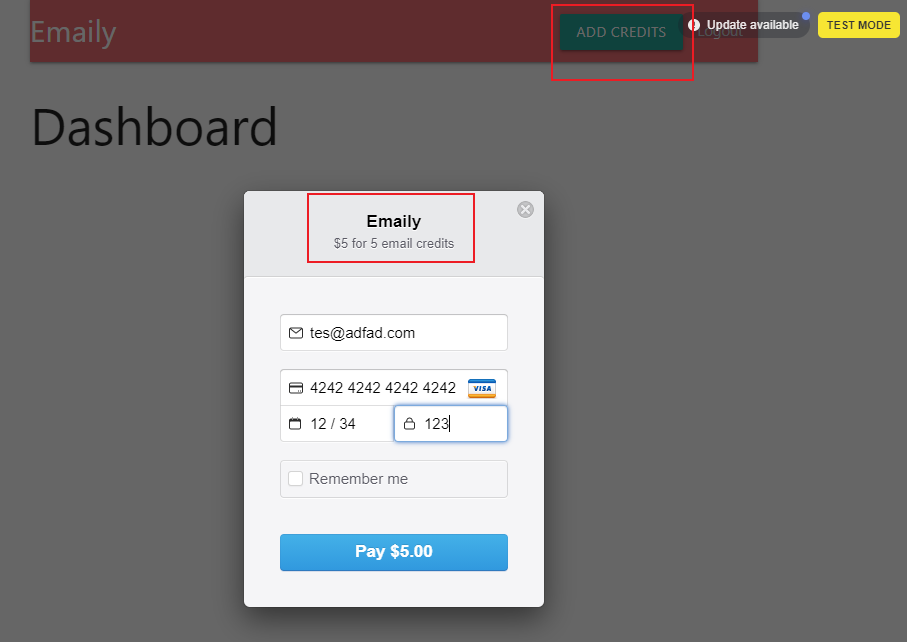 Emaily
ADD CREDITS
Logout
Update available
TEST MODE
Dashboard
Emaily
$5 for 5 email credits
tes@adfad.com
4242 4242 4242 4242 VISA
12 / 34 123
Remember me
Pay $5.00